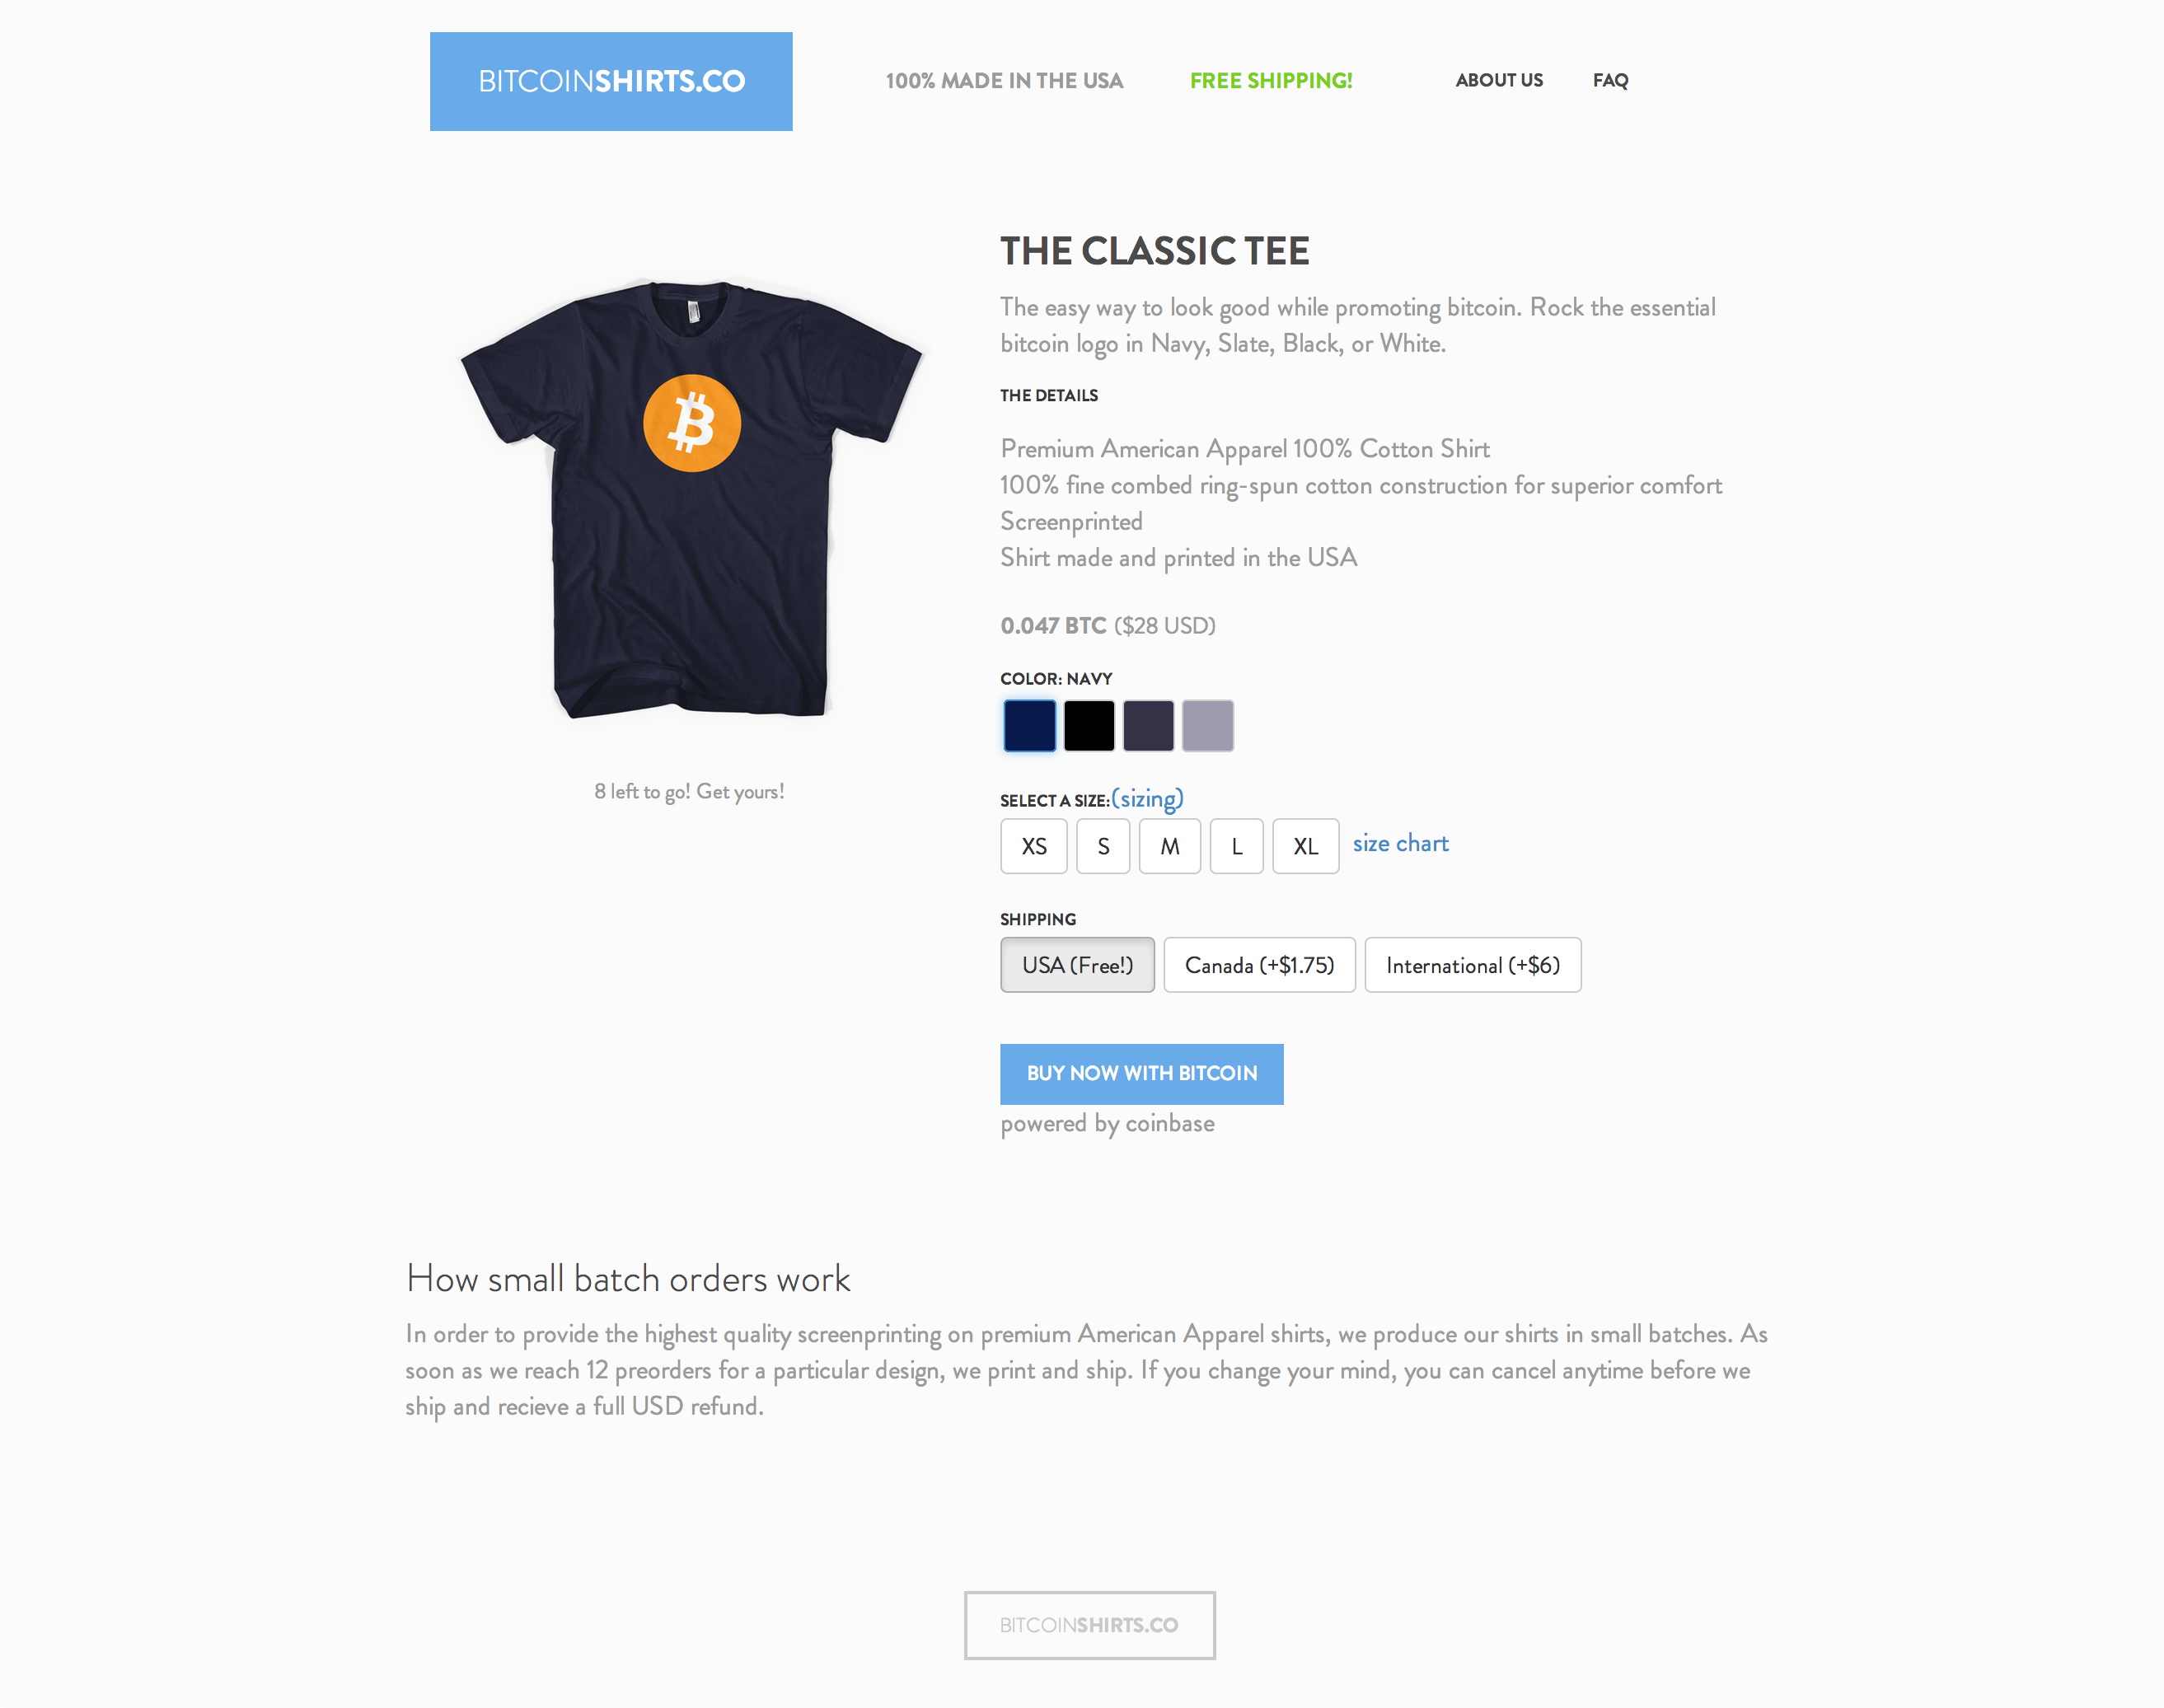 BITCOINSHIRTS.CO
100% MADE IN THE USA
FREE SHIPPING!
ABOUT US
FAQ
THE CLASSIC TEE
The easy way to look good while promoting bitcoin. Rock the essential
bitcoin logo in Navy, Slate, Black, or White.
THE DETAILS
Premium American Apparel 100% Cotton Shirt
100% fine combed ring-spun cotton construction for superior comfort
Screenprinted
Shirt made and printed in the USA
0.047 BTC ($28 USD)
COLOR: NAVY
8 left to go! Get yours!
SELECT A SIZE:(sizing)
XS S M L XL size chart
SHIPPING
USA (Free!) Canada (+$1.75) International (+$6)
BUY NOW WITH BITCOIN
powered by coinbase
How small batch orders work
In order to provide the highest quality screenprinting on premium American Apparel shirts, we produce our shirts in small batches. As
soon as we reach 12 preorders for a particular design, we print and ship. If you change your mind, you can cancel anytime before we
ship and recieve a full USD refund.
BITCOINSHIRTS.CO